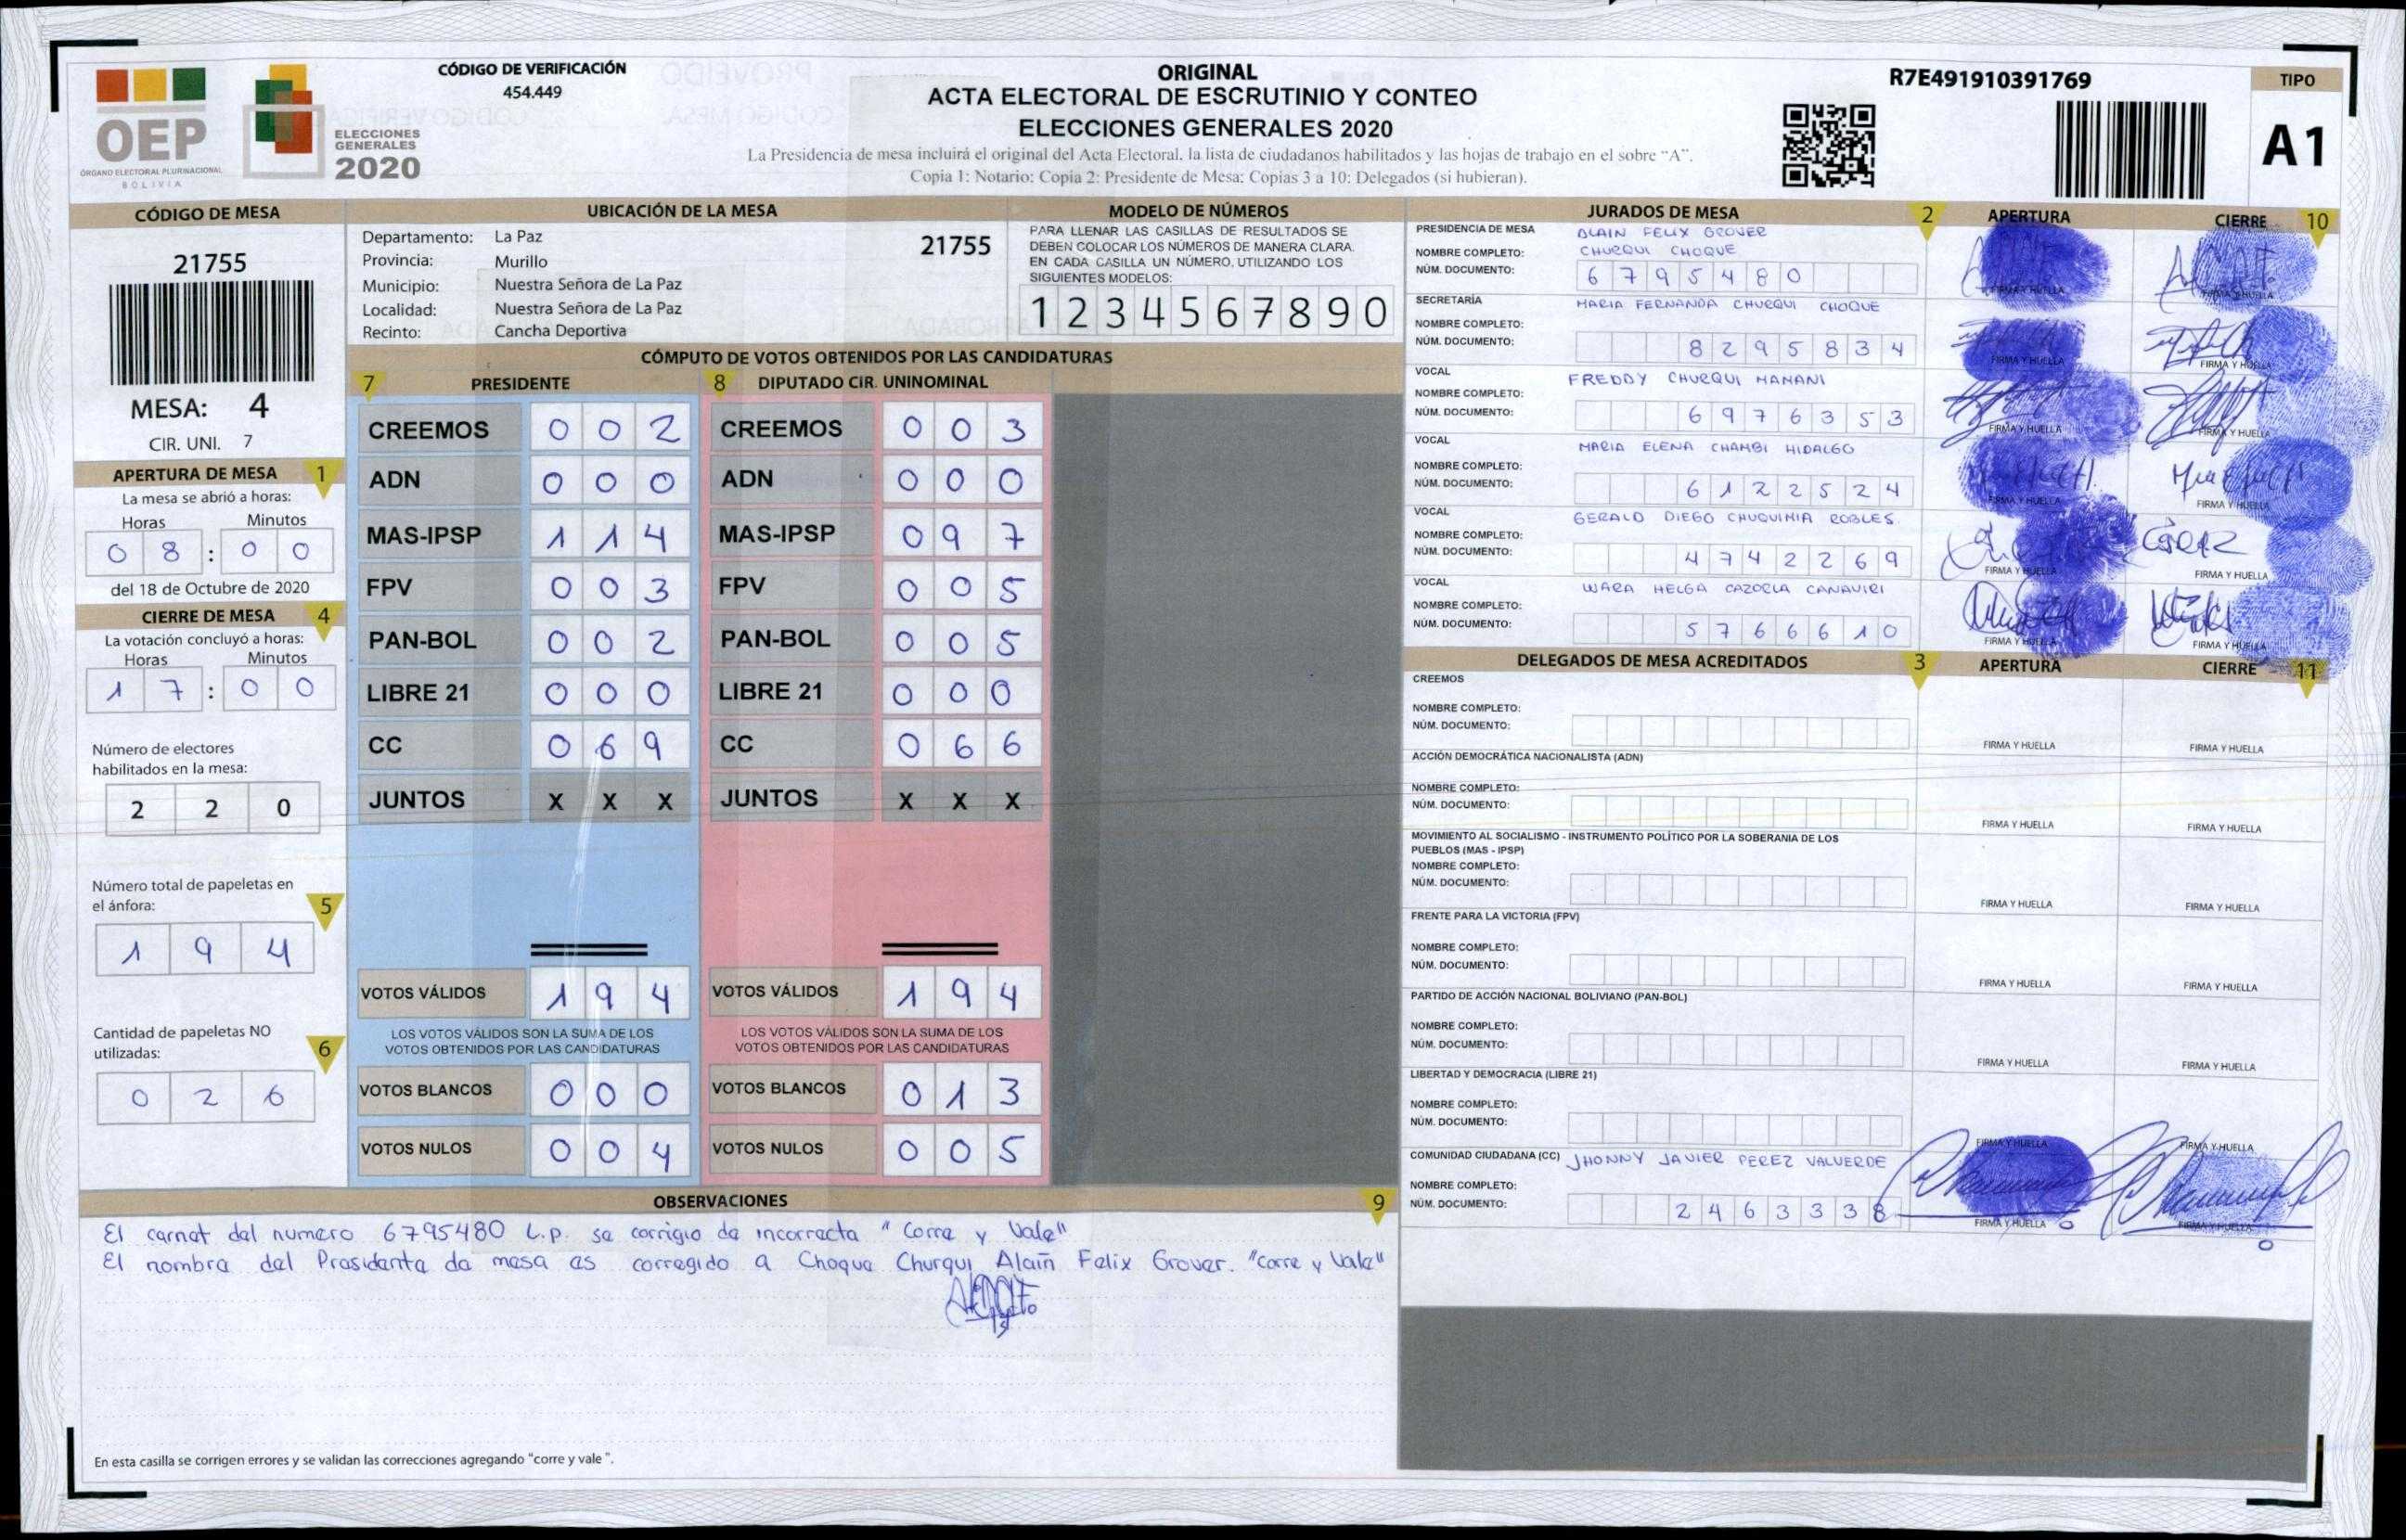 OEP
ÓRGANO ELECTORAL PLURINACIONAL
BOLIVIA
ELECCIONES
GENERALES
2020
CÓDIGO DE VERIFICACIÓN
454.449
ORIGINAL
ACTA ELECTORAL DE ESCRUTINIO Y CONTEO
ELECCIONES GENERALES 2020
La Presidencia de mesa incluirá el original del Acta Electoral, la lista de ciudadanos habilitados y las hojas de trabajo en el sobre "A".
Copia 1: Notario: Copia 2: Presidente de Mesa: Copias 3 a 10: Delegados (si hubieran).
R7E491910391769
TIPO
A1
CÓDIGO DE MESA
21755
MESA: 4
CIR. UNI. 7
APERTURA DE MESA 1
La mesa se abrió a horas:
Horas Minutos
0 8 : 0 0
del 18 de Octubre de 2020
CIERRE DE MESA 4
La votación concluyó a horas:
Horas Minutos
1 7 : 0 0
Número de electores
habilitados en la mesa:
2 2 0
Número total de papeletas en
el ánfora: 5
1 9 4
Cantidad de papeletas NO
utilizadas: 6
0 2 6
UBICACIÓN DE LA MESA
Departamento: La Paz 21755
Provincia: Murillo
Municipio: Nuestra Señora de La Paz
Localidad: Nuestra Señora de La Paz
Recinto: Cancha Deportiva
MODELO DE NÚMEROS
PARA LLENAR LAS CASILLAS DE RESULTADOS SE
DEBEN COLOCAR LOS NÚMEROS DE MANERA CLARA.
EN CADA CASILLA UN NÚMERO, UTILIZANDO LOS
SIGUIENTES MODELOS:
1 2 3 4 5 6 7 8 9 0
CÓMPUTO DE VOTOS OBTENIDOS POR LAS CANDIDATURAS
7 PRESIDENTE 8 DIPUTADO CIR. UNINOMINAL
CREEMOS 0 0 2 CREEMOS 0 0 3
ADN 0 0 0 ADN 0 0 0
MAS-IPSP 1 1 4 MAS-IPSP 0 9 7
FPV 0 0 3 FPV 0 0 5
PAN-BOL 0 0 2 PAN-BOL 0 0 5
LIBRE 21 0 0 0 LIBRE 21 0 0 0
CC 0 6 9 CC 0 6 6
JUNTOS X X X JUNTOS X X X
VOTOS VÁLIDOS 1 9 4 VOTOS VÁLIDOS 1 9 4
LOS VOTOS VÁLIDOS SON LA SUMA DE LOS LOS VOTOS VÁLIDOS SON LA SUMA DE LOS
VOTOS OBTENIDOS POR LAS CANDIDATURAS VOTOS OBTENIDOS POR LAS CANDIDATURAS
VOTOS BLANCOS 0 0 0 VOTOS BLANCOS 0 1 3
VOTOS NULOS 0 0 4 VOTOS NULOS 0 0 5
OBSERVACIONES 9
El carnet del numero 6795480 L.P. se corrigio de incorrecta "Corre y Vale"
El nombre del Presidente de mesa es corregido a Choque Churqui Alain Felix Grover. "corre y Vale"
En esta casilla se corrigen errores y se validan las correcciones agregando "corre y vale ".
JURADOS DE MESA 2 APERTURA CIERRE 10
PRESIDENCIA DE MESA ALAIN FELIX GROVER
NOMBRE COMPLETO: CHURQUI CHOQUE
NÚM. DOCUMENTO: 6 7 9 5 4 8 0
FIRMA Y HUELLA FIRMA Y HUELLA
SECRETARÍA MARIA FERNANDA CHURQUI CHOQUE
NOMBRE COMPLETO:
NÚM. DOCUMENTO: 8 2 9 5 8 3 4
FIRMA Y HUELLA FIRMA Y HUELLA
VOCAL FREDDY CHURQUI MAMANI
NOMBRE COMPLETO:
NÚM. DOCUMENTO: 6 9 7 6 3 5 3
FIRMA Y HUELLA FIRMA Y HUELLA
VOCAL MARIA ELENA CHAMBI HIDALGO
NOMBRE COMPLETO:
NÚM. DOCUMENTO: 6 1 2 2 5 2 4
FIRMA Y HUELLA FIRMA Y HUELLA
VOCAL GERALD DIEGO CHUQUIMIA ROBLES
NOMBRE COMPLETO:
NÚM. DOCUMENTO: 4 7 4 2 2 6 9
FIRMA Y HUELLA FIRMA Y HUELLA
VOCAL WARA HELGA CAZORLA CANAVIRI
NOMBRE COMPLETO:
NÚM. DOCUMENTO: 5 7 6 6 6 1 0
FIRMA Y HUELLA FIRMA Y HUELLA
DELEGADOS DE MESA ACREDITADOS 3 APERTURA CIERRE 11
CREEMOS
NOMBRE COMPLETO:
NÚM. DOCUMENTO:
FIRMA Y HUELLA FIRMA Y HUELLA
ACCIÓN DEMOCRÁTICA NACIONALISTA (ADN)
NOMBRE COMPLETO:
NÚM. DOCUMENTO:
FIRMA Y HUELLA FIRMA Y HUELLA
MOVIMIENTO AL SOCIALISMO - INSTRUMENTO POLÍTICO POR LA SOBERANIA DE LOS
PUEBLOS (MAS - IPSP)
NOMBRE COMPLETO:
NÚM. DOCUMENTO:
FIRMA Y HUELLA FIRMA Y HUELLA
FRENTE PARA LA VICTORIA (FPV)
NOMBRE COMPLETO:
NÚM. DOCUMENTO:
FIRMA Y HUELLA FIRMA Y HUELLA
PARTIDO DE ACCIÓN NACIONAL BOLIVIANO (PAN-BOL)
NOMBRE COMPLETO:
NÚM. DOCUMENTO:
FIRMA Y HUELLA FIRMA Y HUELLA
LIBERTAD Y DEMOCRACIA (LIBRE 21)
NOMBRE COMPLETO:
NÚM. DOCUMENTO:
FIRMA Y HUELLA FIRMA Y HUELLA
COMUNIDAD CIUDADANA (CC) JHONNY JAVIER PEREZ VALVERDE
NOMBRE COMPLETO:
NÚM. DOCUMENTO: 2 4 6 3 3 3 8
FIRMA Y HUELLA FIRMA Y HUELLA